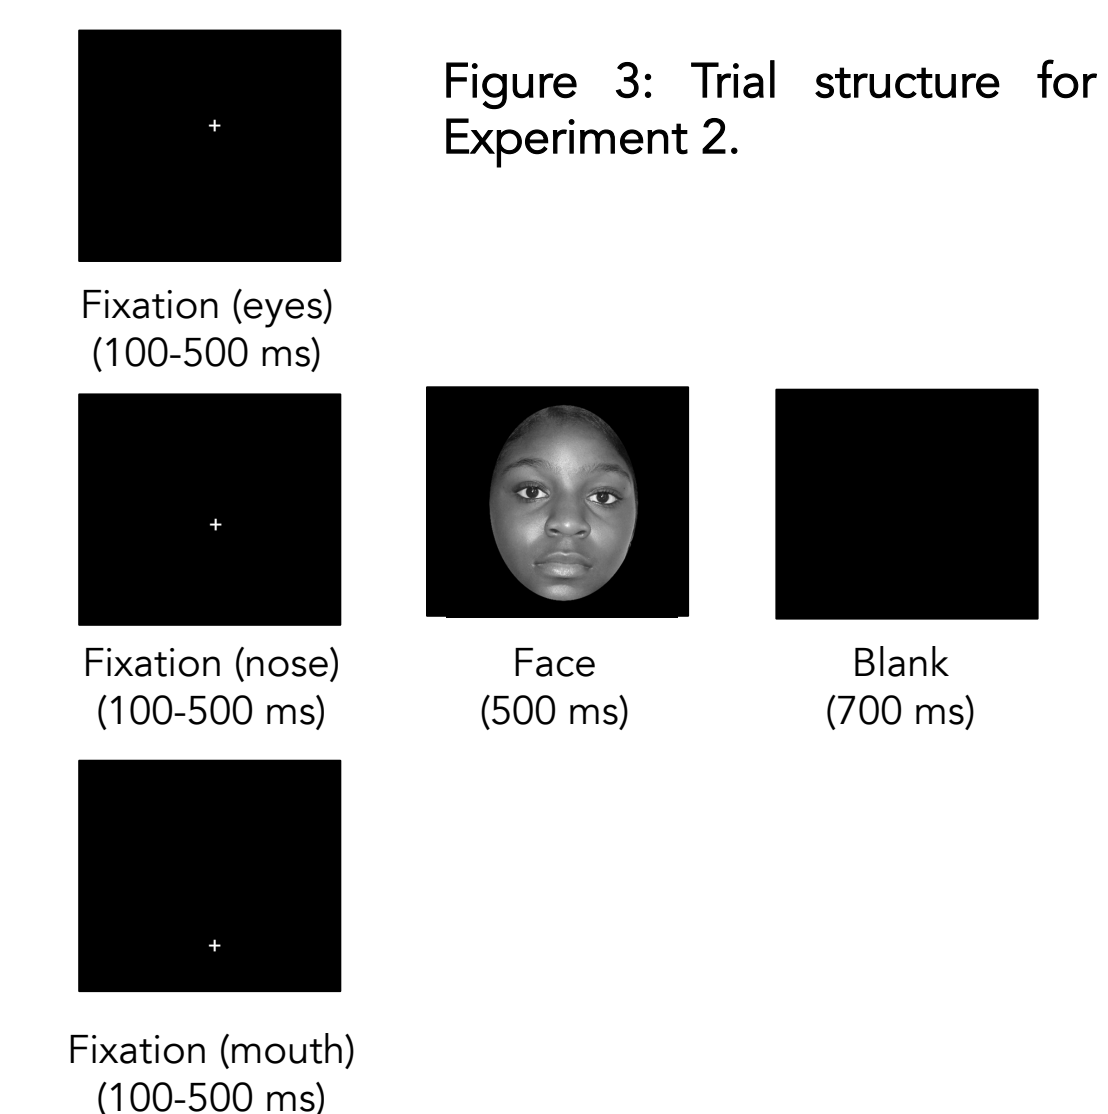 Figure 3: Trial structure for
Experiment 2.
Fixation (eyes)
(100-500 ms)
Fixation (nose)
(100-500 ms)
Face
(500 ms)
Blank
(700 ms)
Fixation (mouth)
(100-500 ms)